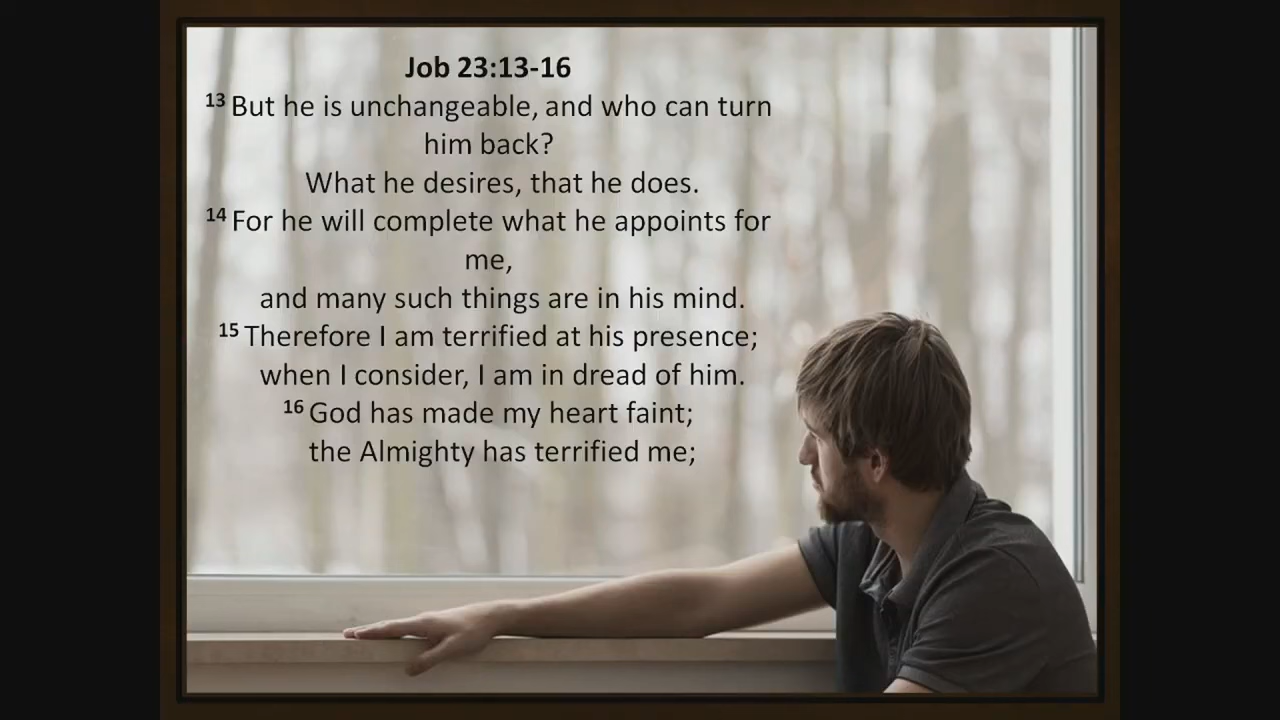 Job 23:13-16
13 But he is unchangeable, and who can turn
him back?
What he desires, that he does.
14 For he will complete what he appoints for
me,
and many such things are in his mind.
15 Therefore I am terrified at his presence;
when I consider, I am in dread of him.
16 God has made my heart faint;
the Almighty has terrified me;